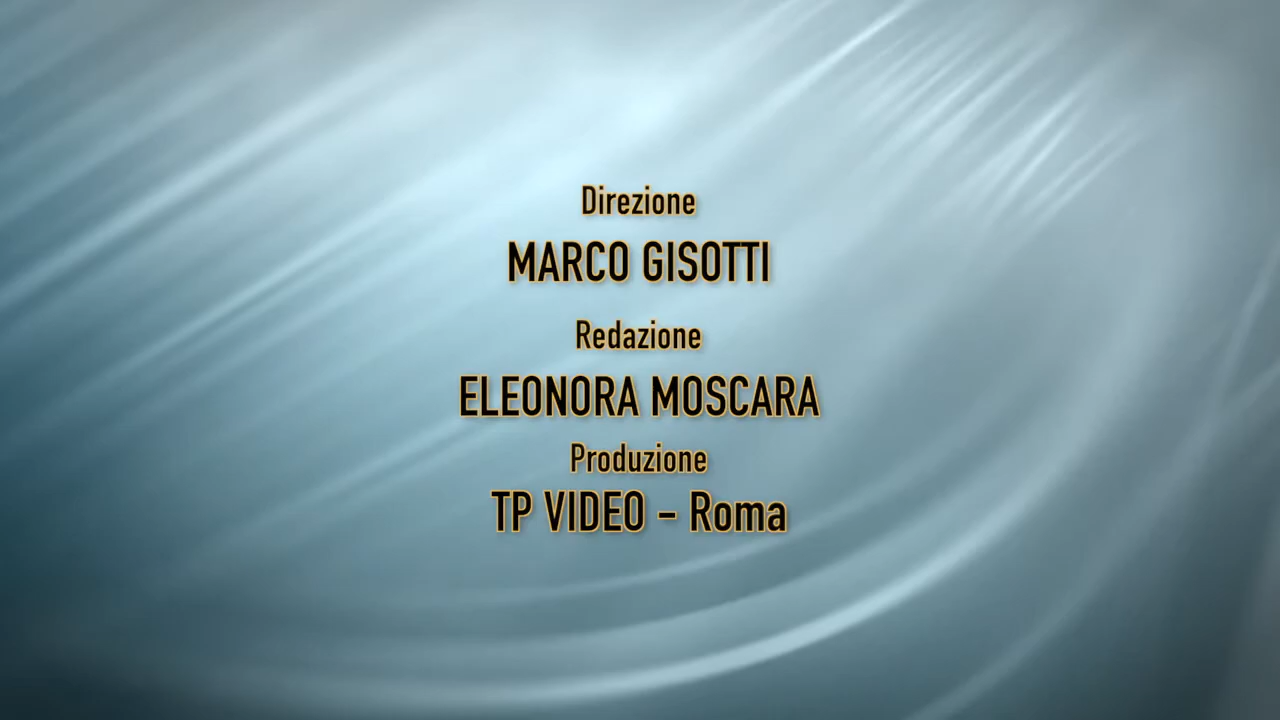 Direzione
MARCO GISOTTI
Redazione
ELEONORA MOSCARA
Produzione
TP VIDEO - Roma